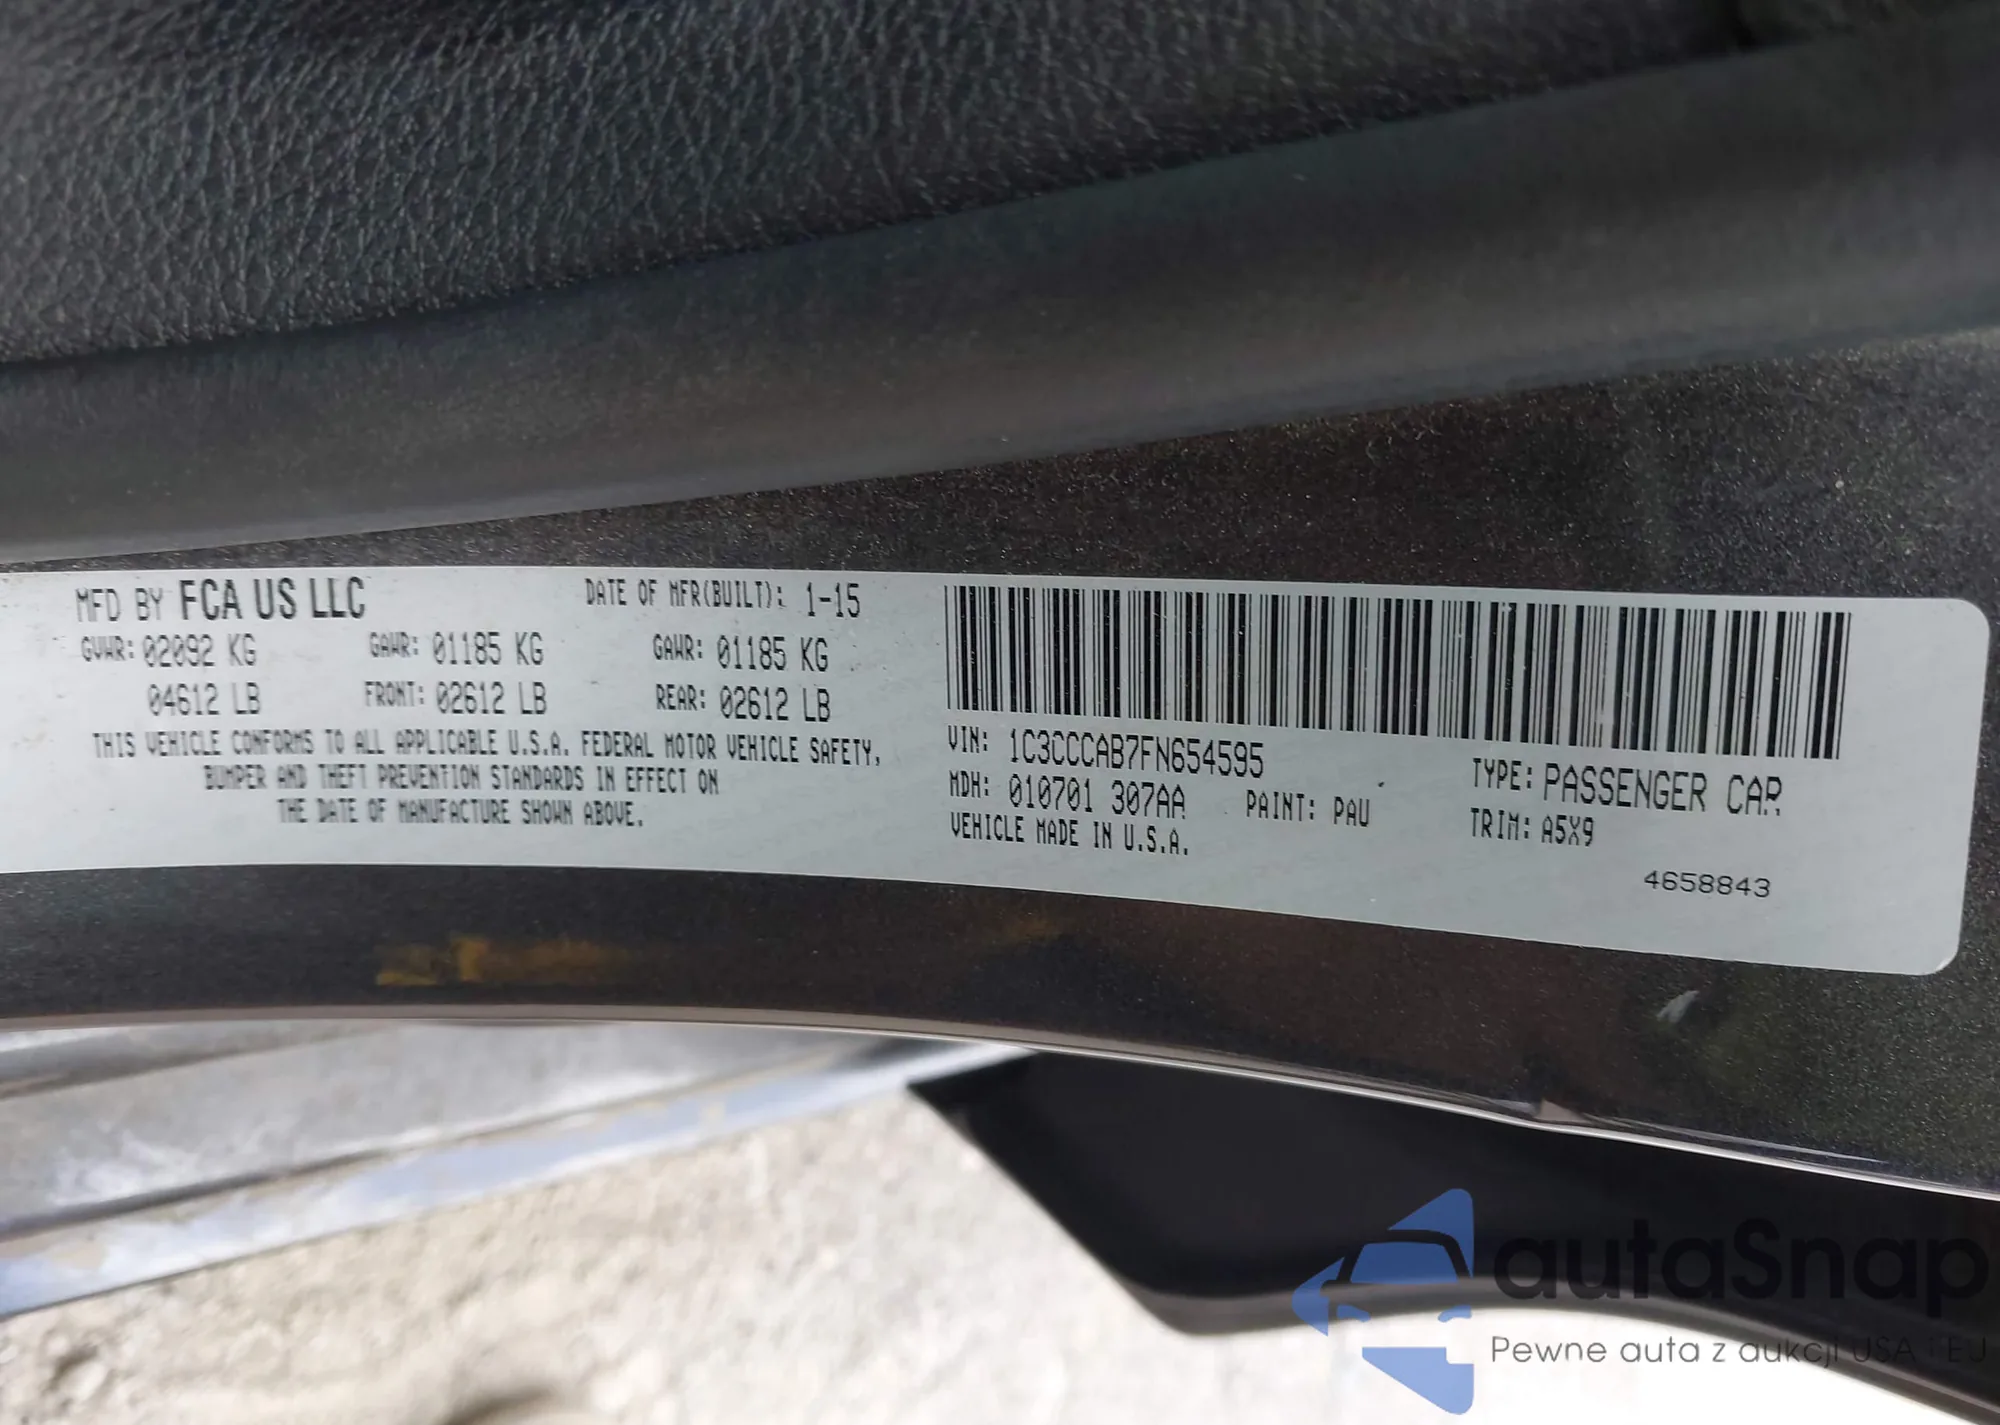 MFD BY FCA US LLC DATE OF MFR(BUILT): 1-15
GVWR: 02092 KG GAWR: 01185 KG GAWR: 01185 KG
04612 LB FRONT: 02612 LB REAR: 02612 LB
THIS VEHICLE CONFORMS TO ALL APPLICABLE U.S.A. FEDERAL MOTOR VEHICLE SAFETY,
BUMPER AND THEFT PREVENTION STANDARDS IN EFFECT ON
THE DATE OF MANUFACTURE SHOWN ABOVE.
VIN: 1C3CCCAB7FN654595 TYPE: PASSENGER CAR
MDH: 010701 307AA PAINT: PAU TRIM: A5X9
VEHICLE MADE IN U.S.A.
4658843
autaSnap
Pewne auta z aukcji USA i EU